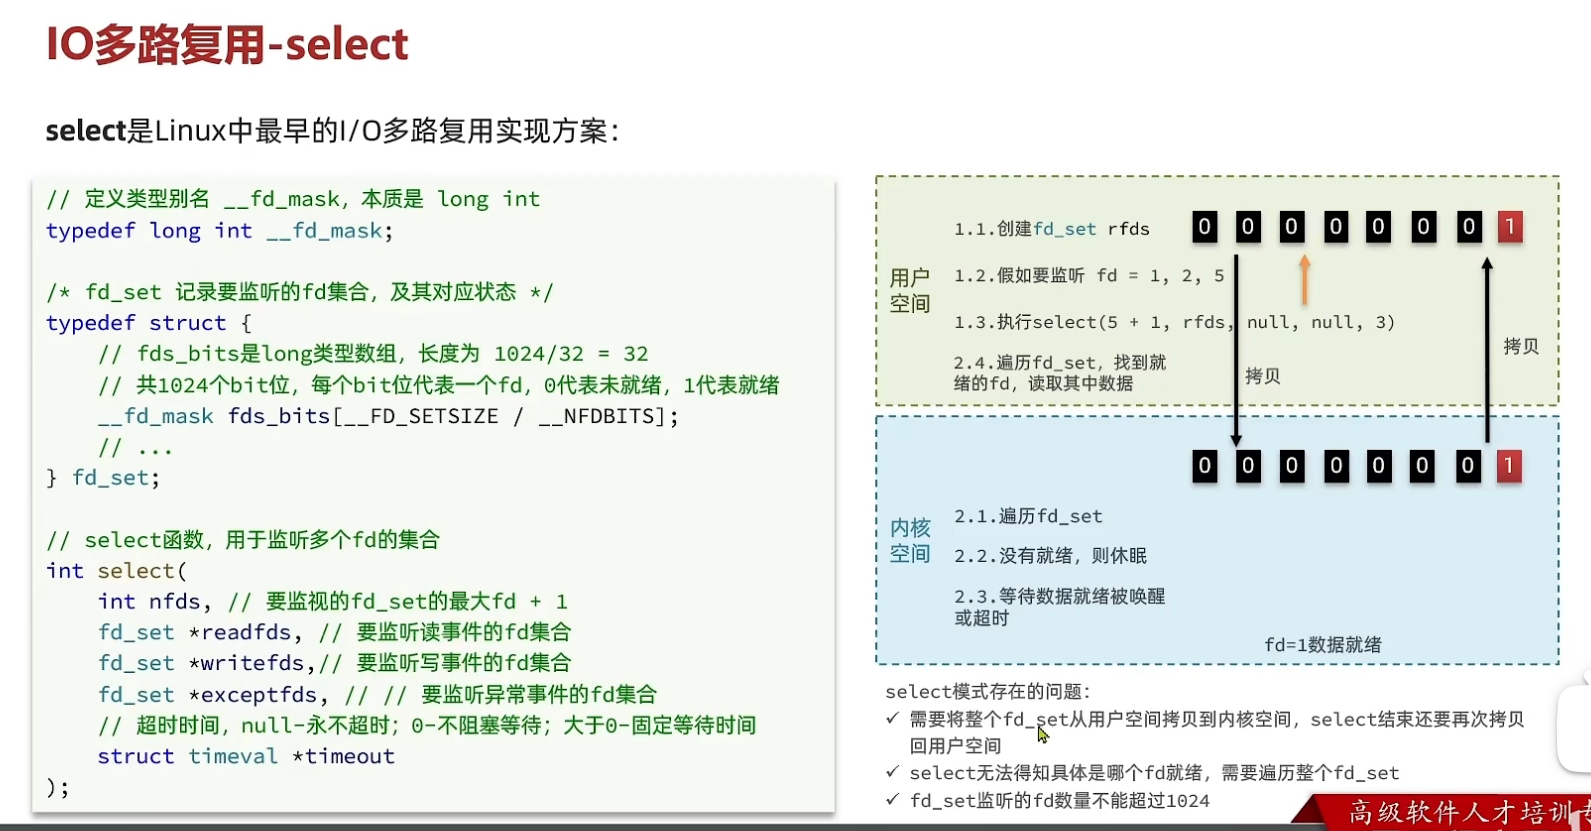 IO多路复用-select
select是Linux中最早的I/O多路复用实现方案：
// 定义类型别名 __fd_mask，本质是 long int
typedef long int __fd_mask;
/* fd_set 记录要监听的fd集合，及其对应状态 */
typedef struct {
// fds_bits是long类型数组，长度为 1024/32 = 32
// 共1024个bit位，每个bit位代表一个fd，0代表未就绪，1代表就绪
__fd_mask fds_bits[__FD_SETSIZE / __NFDBITS];
// ...
} fd_set;
// select函数，用于监听多个fd的集合
int select(
int nfds, // 要监视的fd_set的最大fd + 1
fd_set *readfds, // 要监听读事件的fd集合
fd_set *writefds,// 要监听写事件的fd集合
fd_set *exceptfds, // // 要监听异常事件的fd集合
// 超时时间，null-永不超时；0-不阻塞等待；大于0-固定等待时间
struct timeval *timeout
);
用户
空间
1.1.创建fd_set rfds
0 0 0 0 0 0 0 1
1.2.假如要监听 fd = 1, 2, 5
1.3.执行select(5 + 1, rfds, null, null, 3)
2.4.遍历fd_set，找到就
绪的fd，读取其中数据
拷贝
拷贝
内核
空间
0 0 0 0 0 0 0 1
2.1.遍历fd_set
2.2.没有就绪，则休眠
2.3.等待数据就绪被唤醒
或超时
fd=1数据就绪
select模式存在的问题：
✓ 需要将整个fd_set从用户空间拷贝到内核空间，select结束还要再次拷贝
回用户空间
✓ select无法得知具体是哪个fd就绪，需要遍历整个fd_set
✓ fd_set监听的fd数量不能超过1024
高级软件人才培训